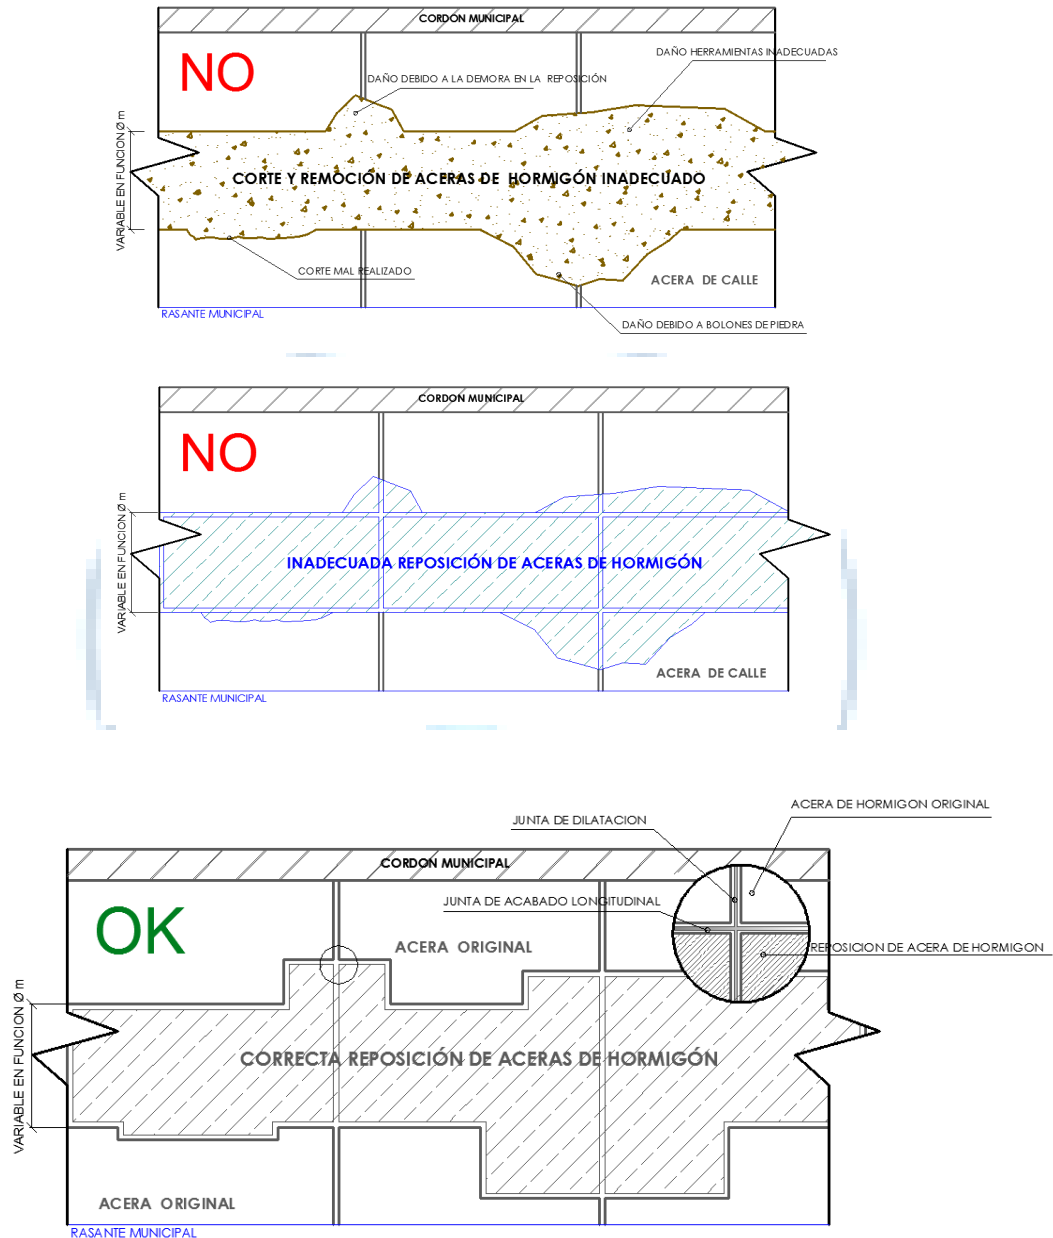 CORDON MUNICIPAL
NO
DAÑO HERRAMIENTAS INADECUADAS
DAÑO DEBIDO A LA DEMORA EN LA REPOSICIÓN
VARIABLE EN FUNCION Ø m
CORTE Y REMOCIÓN DE ACERAS DE HORMIGÓN INADECUADO
CORTE MAL REALIZADO
ACERA DE CALLE
RASANTE MUNICIPAL
DAÑO DEBIDO A BOLONES DE PIEDRA
CORDON MUNICIPAL
NO
VARIABLE EN FUNCION Ø m
INADECUADA REPOSICIÓN DE ACERAS DE HORMIGÓN
ACERA DE CALLE
RASANTE MUNICIPAL
ACERA DE HORMIGON ORIGINAL
JUNTA DE DILATACION
CORDON MUNICIPAL
JUNTA DE ACABADO LONGITUDINAL
OK
ACERA ORIGINAL
REPOSICION DE ACERA DE HORMIGON
VARIABLE EN FUNCION Ø m
CORRECTA REPOSICIÓN DE ACERAS DE HORMIGÓN
ACERA ORIGINAL
RASANTE MUNICIPAL